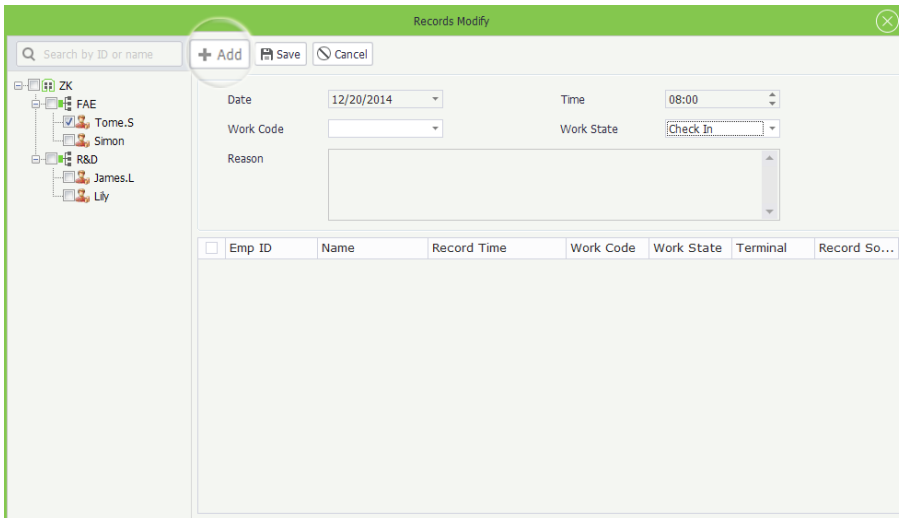 Records Modify
Search by ID or name
Add Save Cancel
ZK
FAE
Tome.S
Simon
R&D
James.L
Lily
Date 12/20/2014 Time 08:00
Work Code Work State Check In
Reason
Emp ID Name Record Time Work Code Work State Terminal Record So...